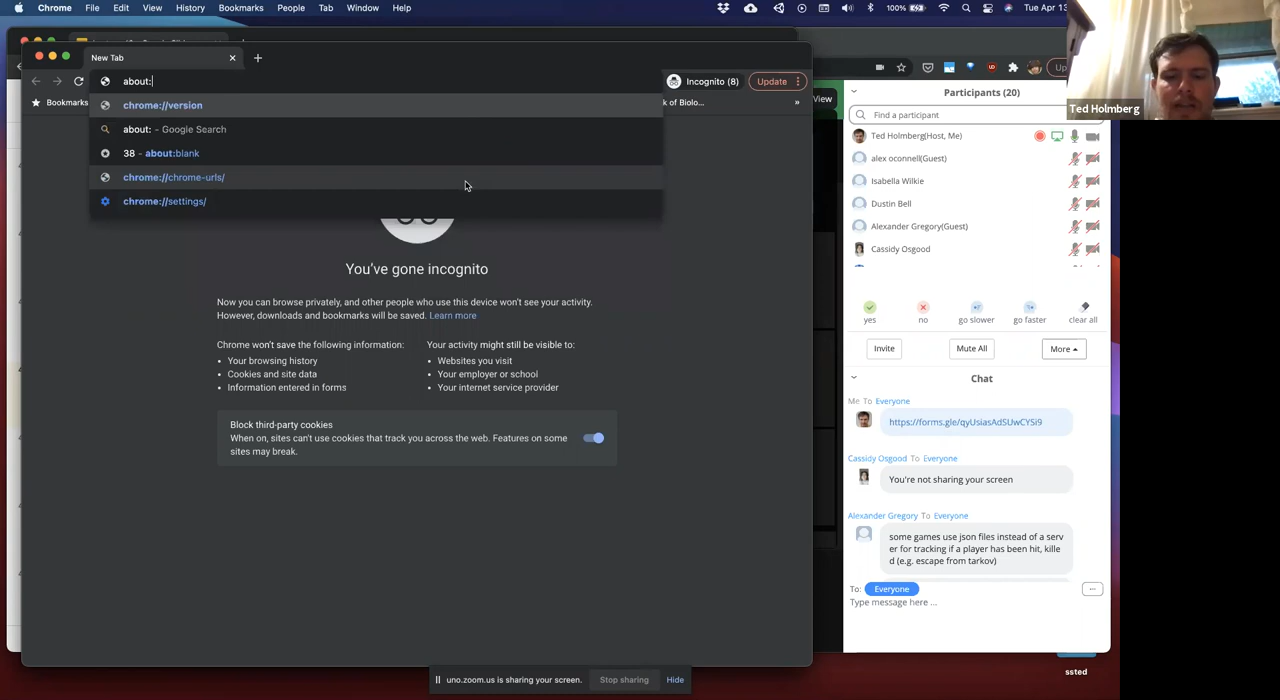 Chrome File Edit View History Bookmarks People Tab Window Help
100% Tue Apr 13
New Tab
about:
Incognito (8)
Update
Bookmarks
k of Biolo...
»
chrome://version
about: - Google Search
38 - about:blank
chrome://chrome-urls/
chrome://settings/
You've gone incognito
Now you can browse privately, and other people who use this device won't see your activity.
However, downloads and bookmarks will be saved. Learn more
Chrome won't save the following information:
• Your browsing history
• Cookies and site data
• Information entered in forms
Your activity might still be visible to:
• Websites you visit
• Your employer or school
• Your internet service provider
Block third-party cookies
When on, sites can't use cookies that track you across the web. Features on some
sites may break.
uno.zoom.us is sharing your screen.
Stop sharing
Hide
Up
View
Ted Holmberg
Participants (20)
Find a participant
Ted Holmberg(Host, Me)
alex oconnell(Guest)
Isabella Wilkie
Dustin Bell
Alexander Gregory(Guest)
Cassidy Osgood
yes no go slower go faster clear all
Invite
Mute All
More
Chat
Me To Everyone
https://forms.gle/qyUsiasAdSUwCYSi9
Cassidy Osgood To Everyone
You're not sharing your screen
Alexander Gregory To Everyone
some games use json files instead of a serv
er for tracking if a player has been hit, kille
d (e.g. escape from tarkov)
To: Everyone
...
Type message here ...
ssted